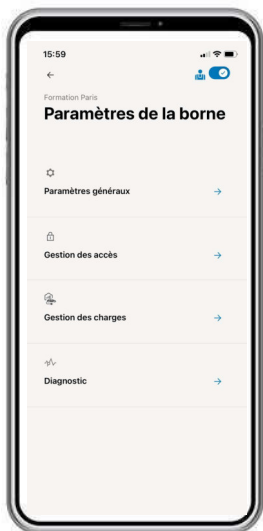 15:59
Formation Paris
Paramètres de la borne
Paramètres généraux
Gestion des accès
Gestion des charges
Diagnostic